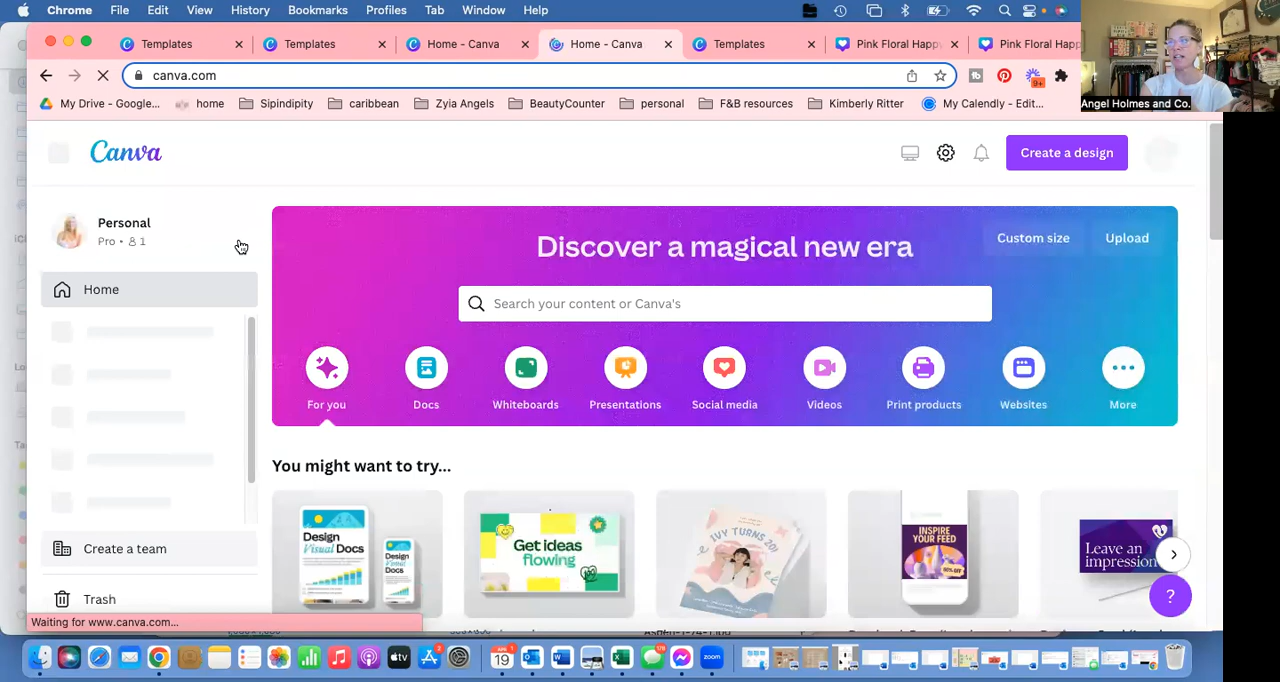 Chrome File Edit View History Bookmarks Profiles Tab Window Help
Templates Templates Home - Canva Home - Canva Templates Pink Floral Happy Pink Floral Hap
canva.com
9+
My Drive - Google... home Sipindipity caribbean Zyia Angels BeautyCounter personal F&B resources Kimberly Ritter My Calendly - Edit...
Angel Holmes and Co.
Canva
Create a design
Personal
Pro • 1
Home
Create a team
Trash
Discover a magical new era
Custom size Upload
Search your content or Canva's
For you Docs Whiteboards Presentations Social media Videos Print products Websites More
You might want to try...
Design
Visual Docs
Design
Visual
Docs
Get ideas
flowing
IVY TURNS 20!
INSPIRE
YOUR FEED
Leave an
impression
?
Waiting for www.canva.com...
APR
19
tv
W
X
zoom